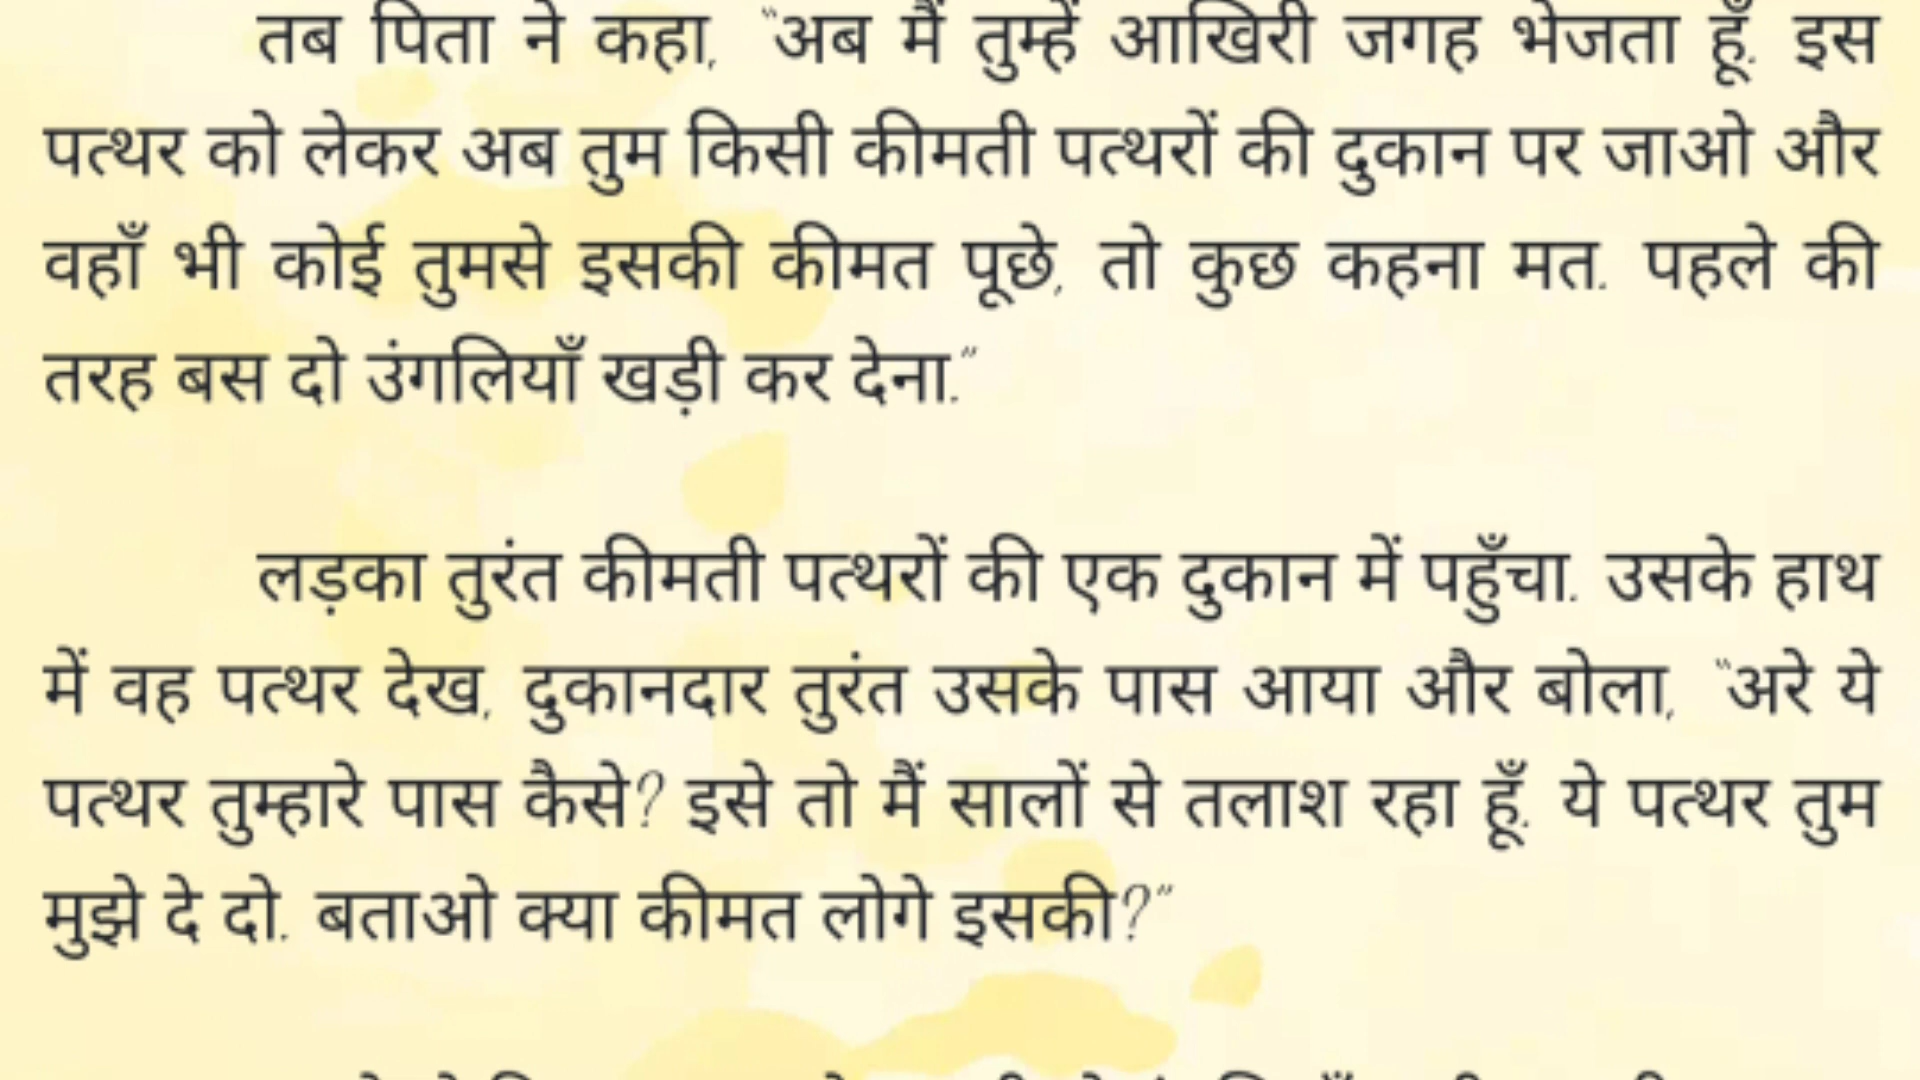 तब पिता ने कहा, “अब मैं तुम्हें आखिरी जगह भेजता हूँ. इस
पत्थर को लेकर अब तुम किसी कीमती पत्थरों की दुकान पर जाओ और
वहाँ भी कोई तुमसे इसकी कीमत पूछे, तो कुछ कहना मत. पहले की
तरह बस दो उंगलियाँ खड़ी कर देना.”
लड़का तुरंत कीमती पत्थरों की एक दुकान में पहुँचा. उसके हाथ
में वह पत्थर देख, दुकानदार तुरंत उसके पास आया और बोला, “अरे ये
पत्थर तुम्हारे पास कैसे? इसे तो मैं सालों से तलाश रहा हूँ. ये पत्थर तुम
मुझे दे दो. बताओ क्या कीमत लोगे इसकी?”